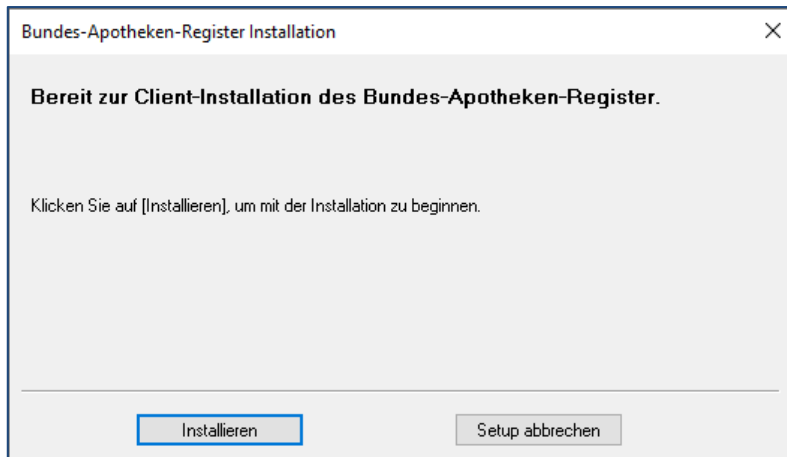 Bundes-Apotheken-Register Installation
Bereit zur Client-Installation des Bundes-Apotheken-Register.
Klicken Sie auf [Installieren], um mit der Installation zu beginnen.
Installieren
Setup abbrechen